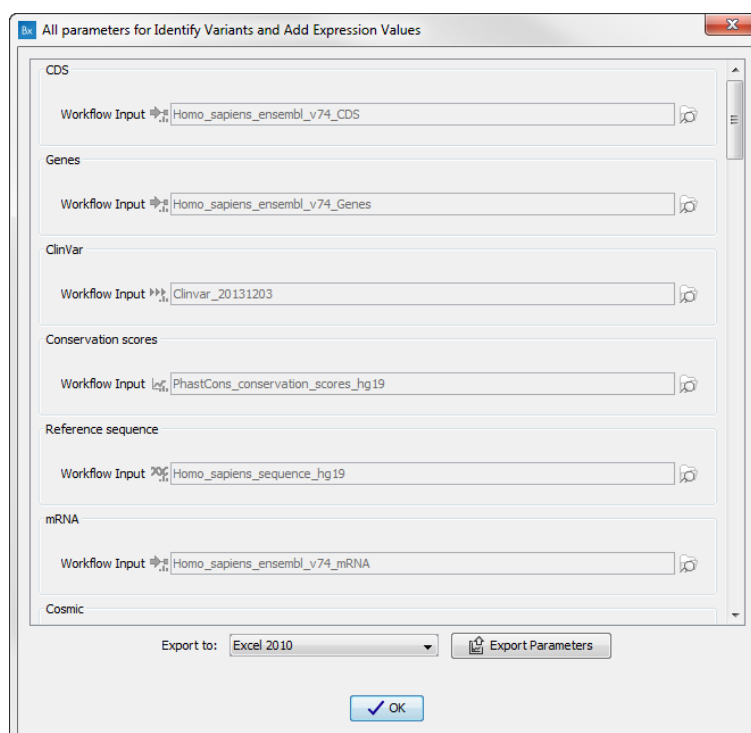 Bx All parameters for Identify Variants and Add Expression Values
CDS
Workflow Input Homo_sapiens_ensembl_v74_CDS
Genes
Workflow Input Homo_sapiens_ensembl_v74_Genes
ClinVar
Workflow Input Clinvar_20131203
Conservation scores
Workflow Input PhastCons_conservation_scores_hg19
Reference sequence
Workflow Input Homo_sapiens_sequence_hg19
mRNA
Workflow Input Homo_sapiens_ensembl_v74_mRNA
Cosmic
Export to: Excel 2010 Export Parameters
OK